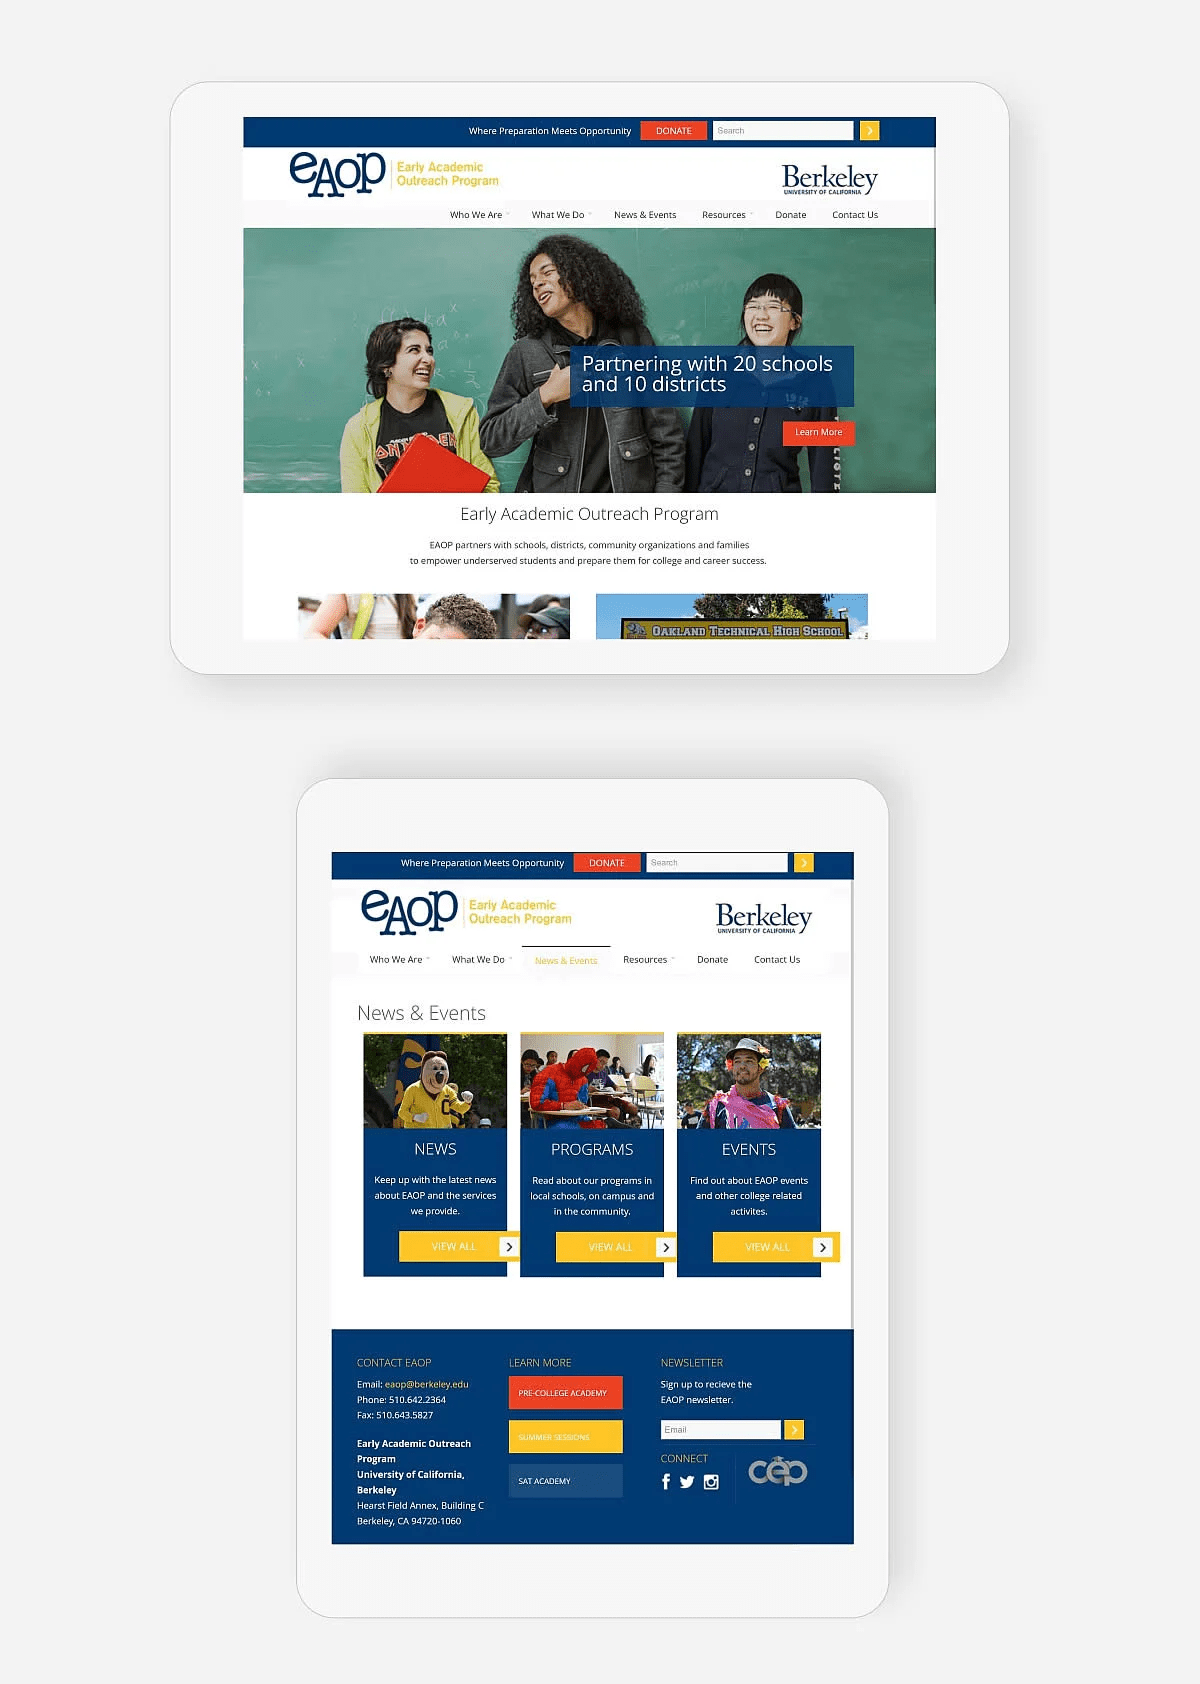 Where Preparation Meets Opportunity DONATE Search
eAop Early Academic
Outreach Program
Berkeley
UNIVERSITY OF CALIFORNIA
Who We Are What We Do News & Events Resources Donate Contact Us
Partnering with 20 schools
and 10 districts
Learn More
Early Academic Outreach Program
EAOP partners with schools, districts, community organizations and families
to empower underserved students and prepare them for college and career success.
OAKLAND TECHNICAL HIGH SCHOOL
Where Preparation Meets Opportunity DONATE Search
eAop Early Academic
Outreach Program
Berkeley
UNIVERSITY OF CALIFORNIA
Who We Are What We Do News & Events Resources Donate Contact Us
News & Events
C
NEWS
Keep up with the latest news
about EAOP and the services
we provide.
VIEW ALL
PROGRAMS
Read about our programs in
local schools, on campus and
in the community.
VIEW ALL
EVENTS
Find out about EAOP events
and other college related
activites.
VIEW ALL
CONTACT EAOP
Email: eaop@berkeley.edu
Phone: 510.642.2364
Fax: 510.643.5827
Early Academic Outreach
Program
University of California,
Berkeley
Hearst Field Annex, Building C
Berkeley, CA 94720-1060
LEARN MORE
PRE-COLLEGE ACADEMY
SUMMER SESSIONS
SAT ACADEMY
NEWSLETTER
Sign up to recieve the
EAOP newsletter.
Email
CONNECT
cep